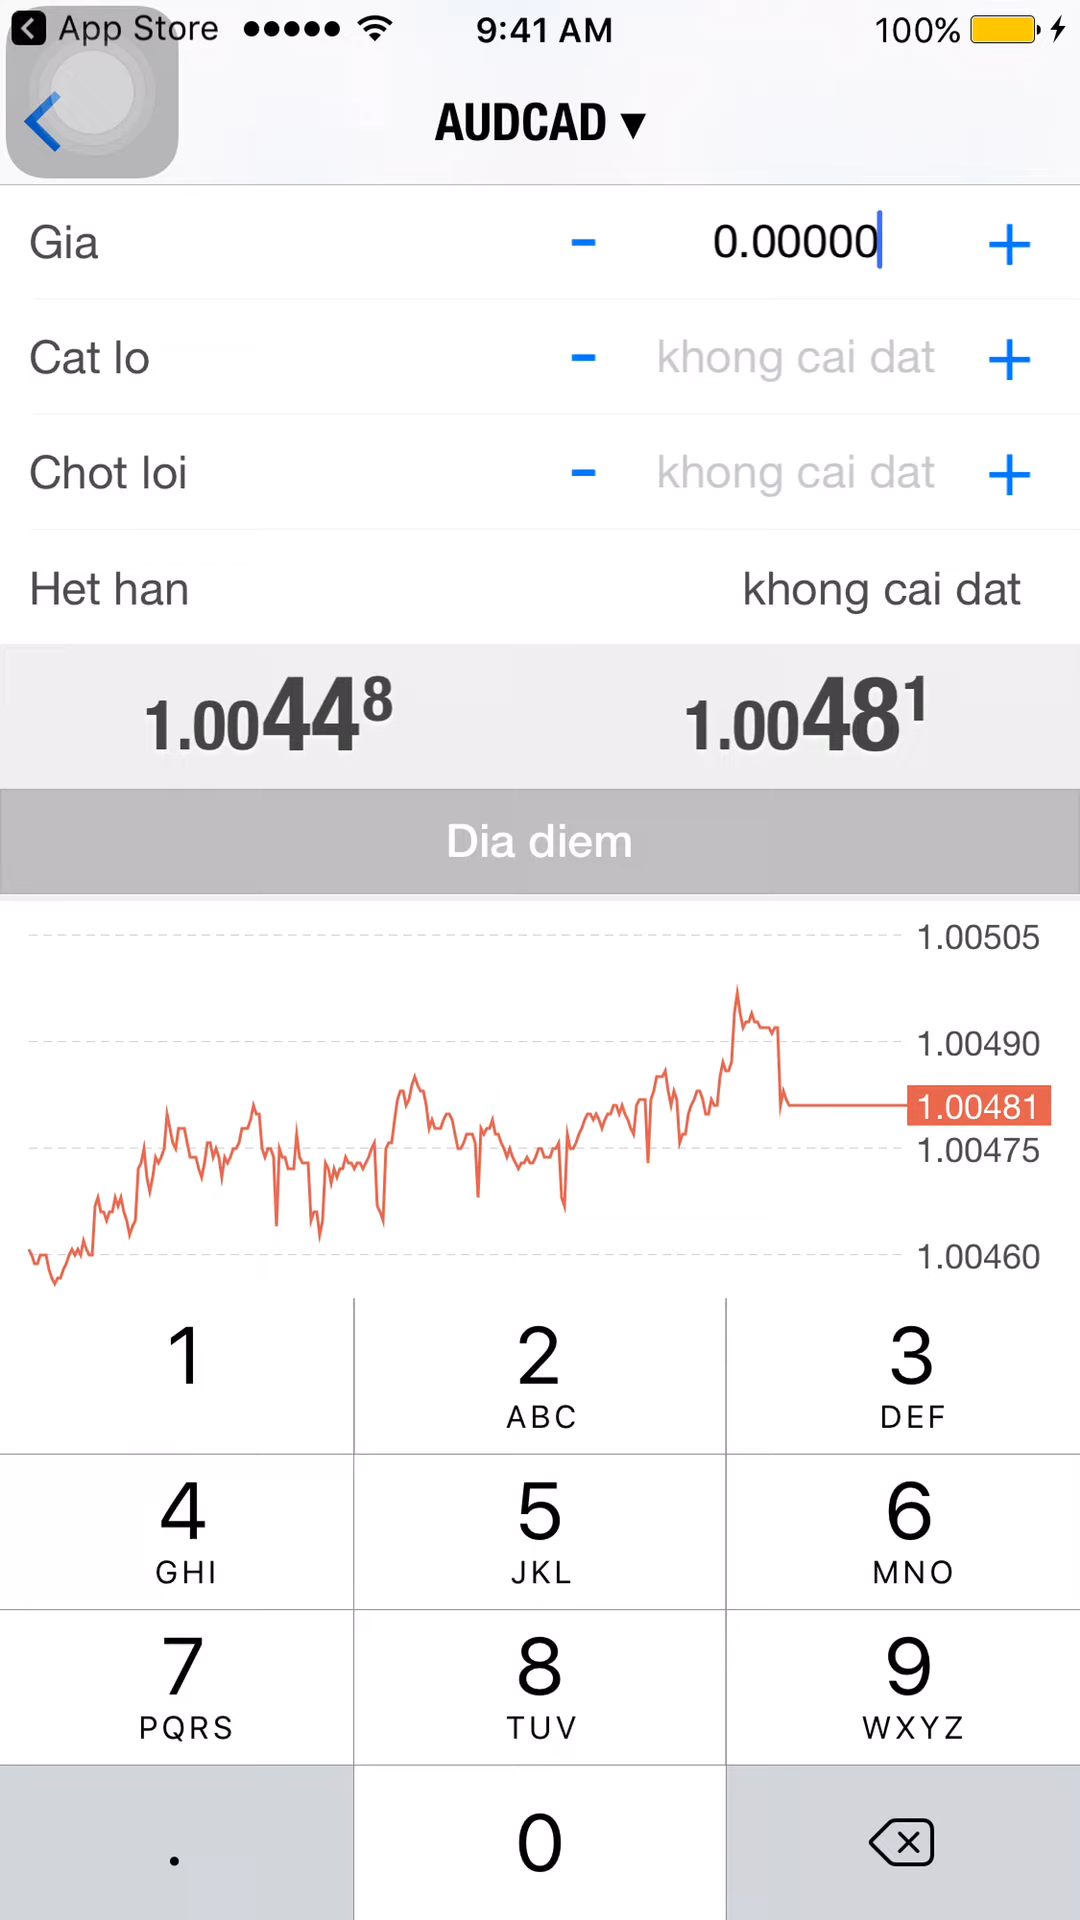 App Store 9:41 AM 100%
AUDCAD ▼
Gia - 0.00000 +
Cat lo - khong cai dat +
Chot loi - khong cai dat +
Het han khong cai dat
1.00448 1.00481
Dia diem
1.00505
1.00490
1.00481
1.00475
1.00460
1 2 3
ABC DEF
4 5 6
GHI JKL MNO
7 8 9
PQRS TUV WXYZ
. 0